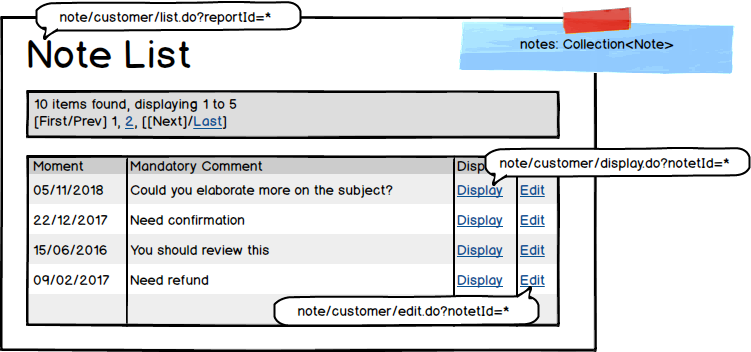 note/customer/list.do?reportId=*
Note List
notes: Collection<Note>
10 items found, displaying 1 to 5
[First/Prev] 1, 2, [[Next]/Last]
Moment Mandatory Comment Disp
note/customer/display.do?notetId=*
05/11/2018 Could you elaborate more on the subject? Display Edit
22/12/2017 Need confirmation Display Edit
15/06/2016 You should review this Display Edit
09/02/2017 Need refund Display Edit
note/customer/edit.do?notetId=*